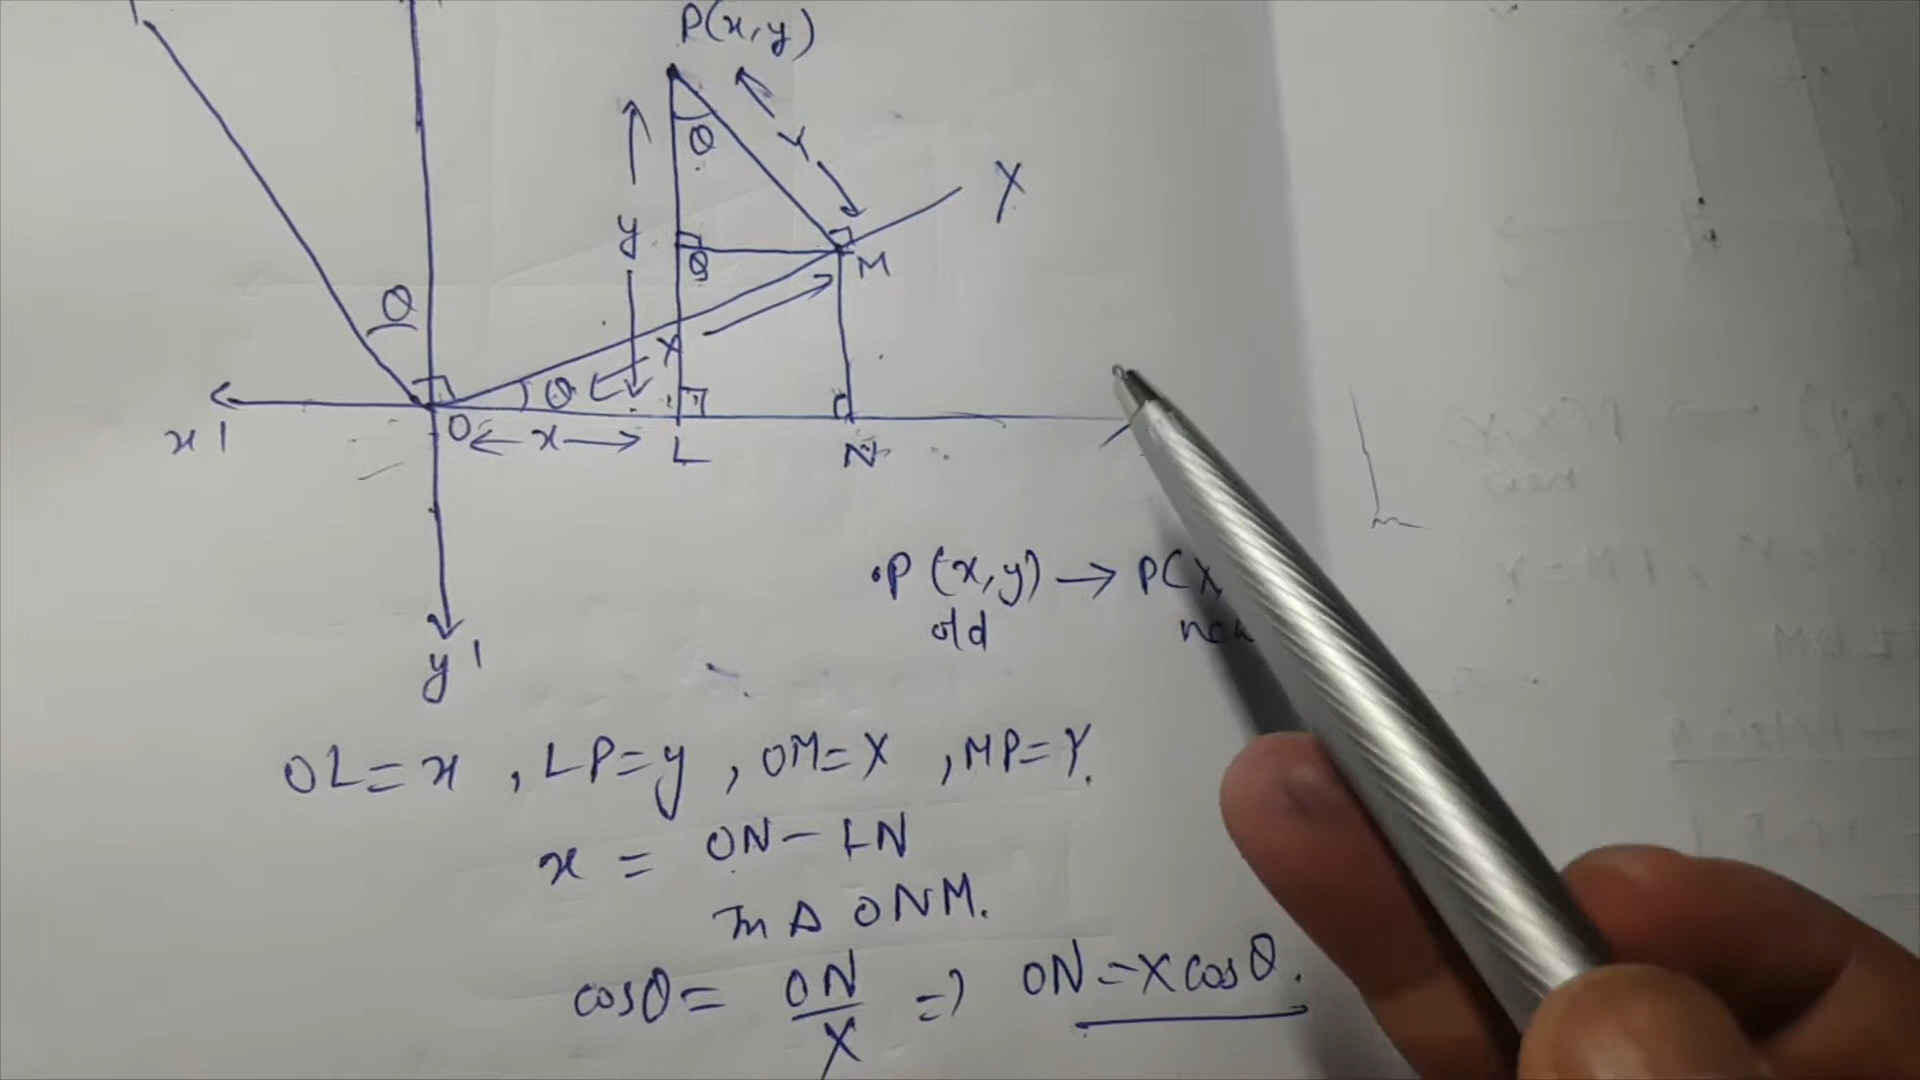 P(x,y)
θ
Y
X
y
θ
Q
M
X
θ
x'
O
x
L
N
P (x,y) → P(X,
old
y'
OL = x , LP = y , OM = X , MP = Y.
x = ON - LN
In Δ ONM.
cosθ = ON/X => ON = X cosθ.